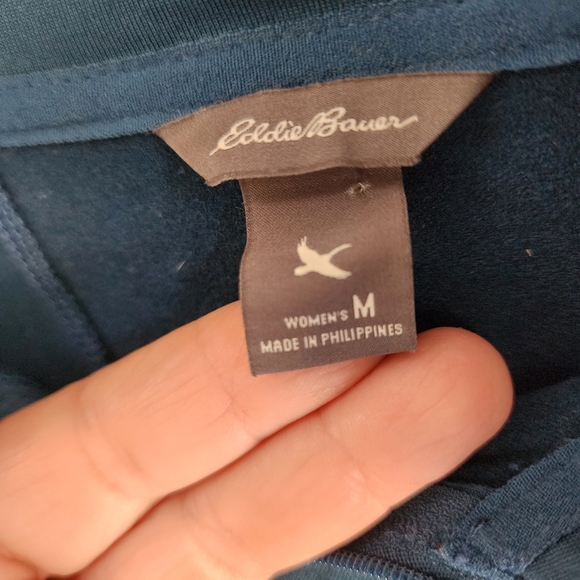 Eddie Bauer
WOMEN'S M
MADE IN PHILIPPINES